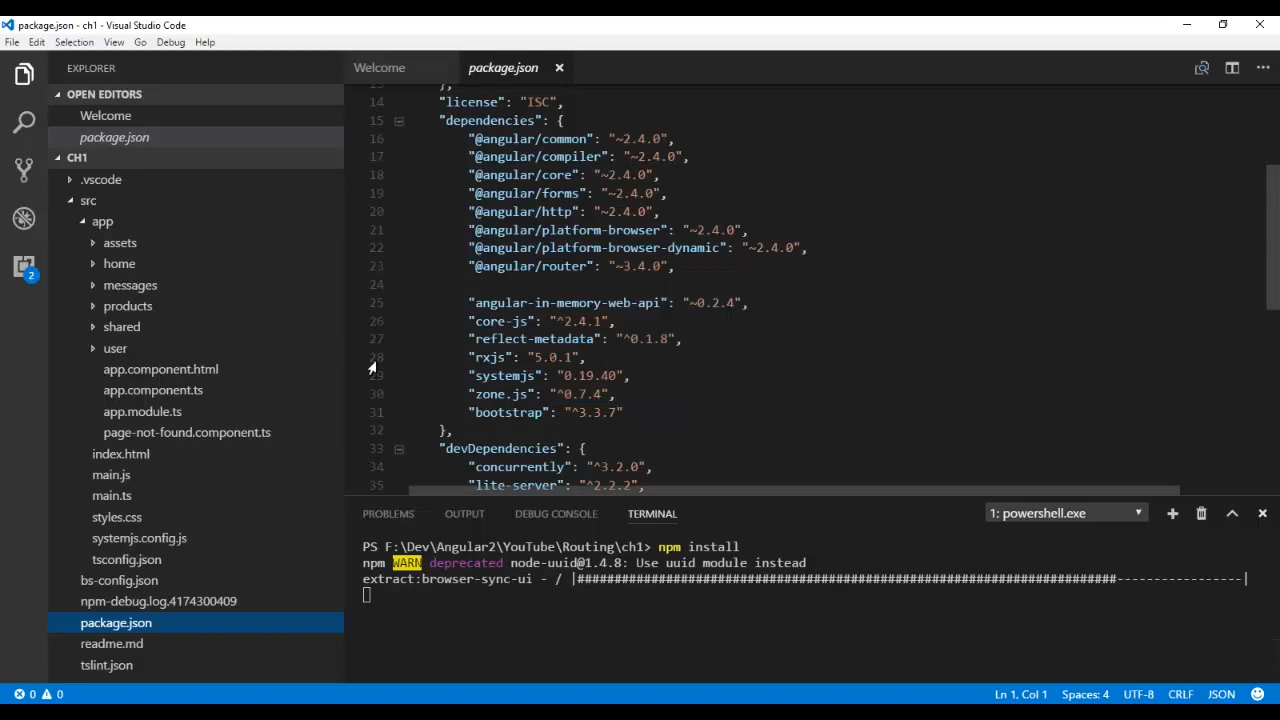 package.json - ch1 - Visual Studio Code
File Edit Selection View Go Debug Help
EXPLORER
OPEN EDITORS
Welcome
package.json
CH1
.vscode
src
app
assets
home
messages
products
shared
user
app.component.html
app.component.ts
app.module.ts
page-not-found.component.ts
index.html
main.js
main.ts
styles.css
systemjs.config.js
tsconfig.json
bs-config.json
npm-debug.log.4174300409
package.json
readme.md
tslint.json
2
Welcome package.json
13 },
14 "license": "ISC",
15 "dependencies": {
16 "@angular/common": "~2.4.0",
17 "@angular/compiler": "~2.4.0",
18 "@angular/core": "~2.4.0",
19 "@angular/forms": "~2.4.0",
20 "@angular/http": "~2.4.0",
21 "@angular/platform-browser": "~2.4.0",
22 "@angular/platform-browser-dynamic": "~2.4.0",
23 "@angular/router": "~3.4.0",
24
25 "angular-in-memory-web-api": "~0.2.4",
26 "core-js": "^2.4.1",
27 "reflect-metadata": "^0.1.8",
28 "rxjs": "5.0.1",
29 "systemjs": "0.19.40",
30 "zone.js": "^0.7.4",
31 "bootstrap": "^3.3.7"
32 },
33 "devDependencies": {
34 "concurrently": "^3.2.0",
35 "lite-server": "^2.2.2",
PROBLEMS OUTPUT DEBUG CONSOLE TERMINAL 1: powershell.exe
PS F:\Dev\Angular2\YouTube\Routing\ch1> npm install
npm WARN deprecated node-uuid@1.4.8: Use uuid module instead
extract:browser-sync-ui - / |########################################################################-----------------|
0 0 Ln 1, Col 1 Spaces: 4 UTF-8 CRLF JSON